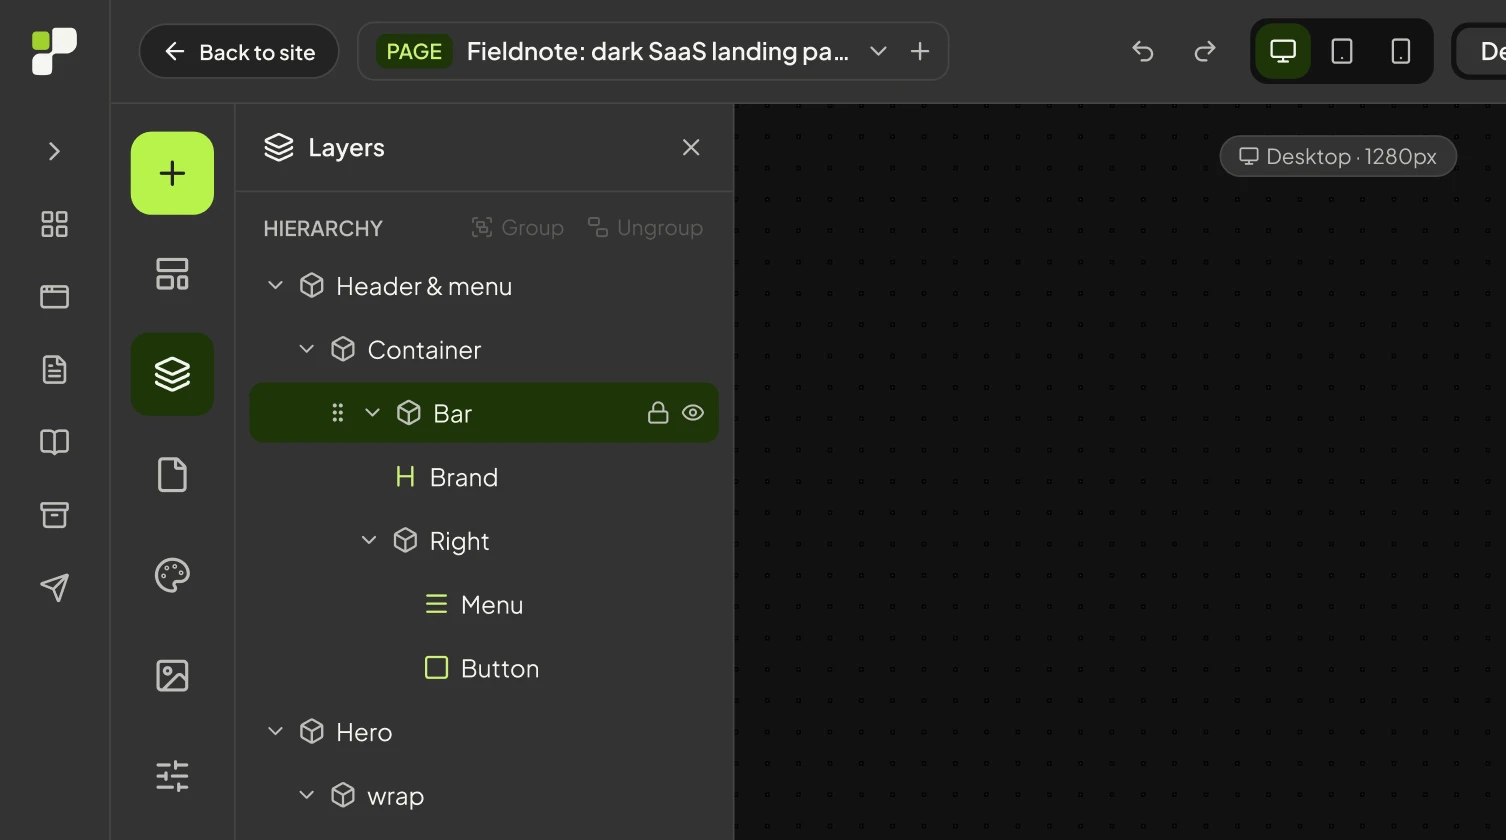 Back to site
PAGE Fieldnote: dark SaaS landing pa...
De
Layers
Desktop · 1280px
HIERARCHY
Group
Ungroup
Header & menu
Container
Bar
Brand
Right
Menu
Button
Hero
wrap